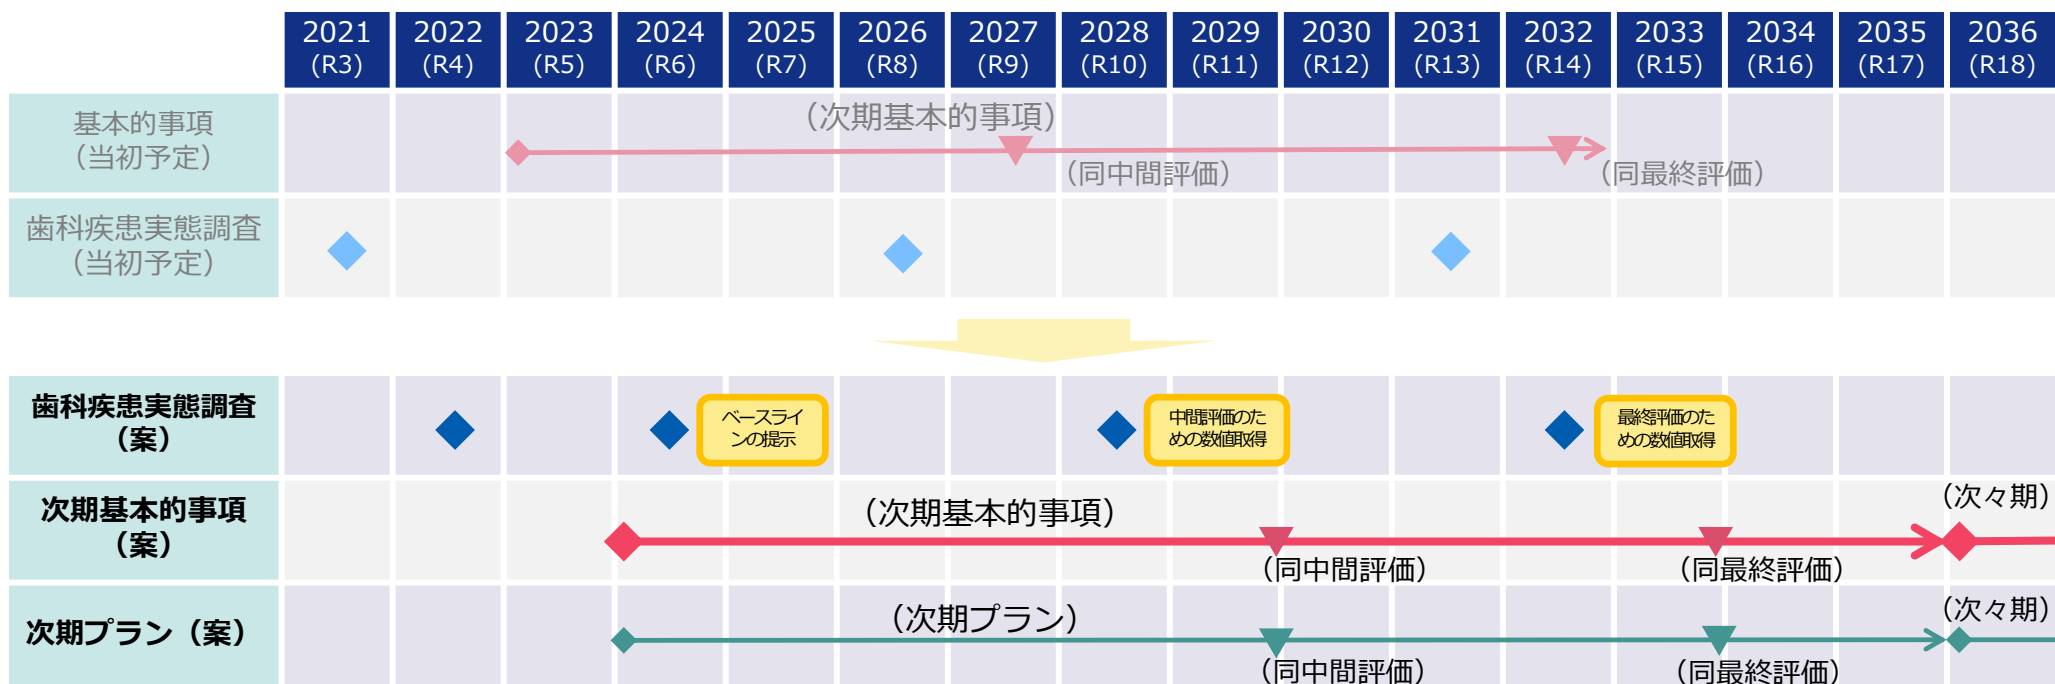 2021 2022 2023 2024 2025 2026 2027 2028 2029 2030 2031 2032 2033 2034 2035 2036
(R3) (R4) (R5) (R6) (R7) (R8) (R9) (R10) (R11) (R12) (R13) (R14) (R15) (R16) (R17) (R18)
基本的事項
（当初予定）
（次期基本的事項）
（同中間評価）
（同最終評価）
歯科疾患実態調査
（当初予定）
歯科疾患実態調査
（案）
ベースライ
ンの提示
中間評価のた
めの数値取得
最終評価のた
めの数値取得
次期基本的事項
（案）
（次期基本的事項）
（次々期）
（同中間評価）
（同最終評価）
次期プラン（案）
（次期プラン）
（次々期）
（同中間評価）
（同最終評価）